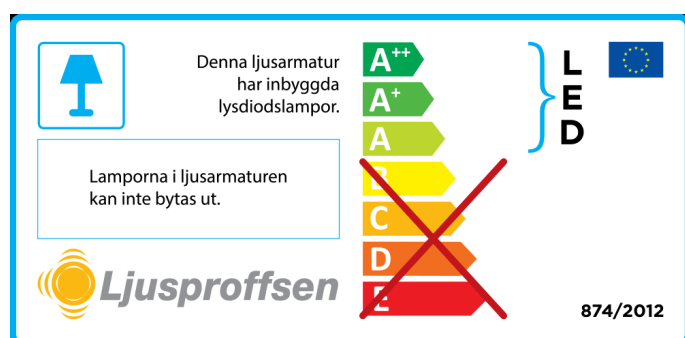 Denna ljusarmatur
har inbyggda
lysdiodslampor.
Lamporna i ljusarmaturen
kan inte bytas ut.
Ljusproffsen
A++
A+
A
B
C
D
E
L
E
D
874/2012